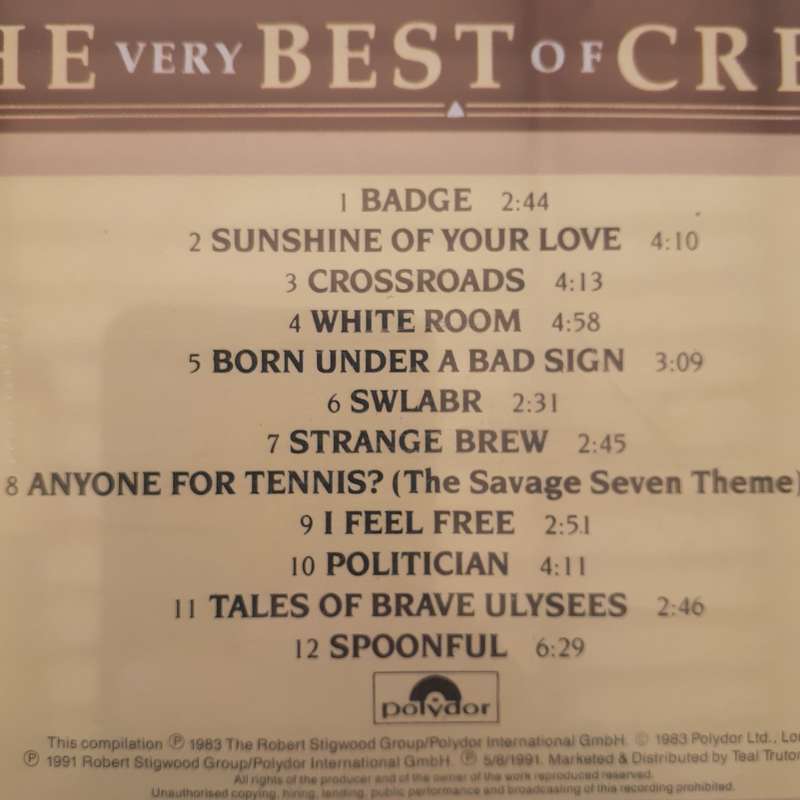 HE VERY BEST OF CRE
1 BADGE 2:44
2 SUNSHINE OF YOUR LOVE 4:10
3 CROSSROADS 4:13
4 WHITE ROOM 4:58
5 BORN UNDER A BAD SIGN 3:09
6 SWLABR 2:31
7 STRANGE BREW 2:45
8 ANYONE FOR TENNIS? (The Savage Seven Theme)
9 I FEEL FREE 2:51
10 POLITICIAN 4:11
11 TALES OF BRAVE ULYSEES 2:46
12 SPOONFUL 6:29
polydor
This compilation ℗ 1983 The Robert Stigwood Group/Polydor International GmbH. © 1983 Polydor Ltd., Lo
℗ 1991 Robert Stigwood Group/Polydor International GmbH. ℗ 5/8/1991. Marketed & Distributed by Teal Truto
All rights of the producer and of the owner of the work reproduced reserved.
Unauthorised copying, hiring, lending, public performance and broadcasting of this recording prohibited.